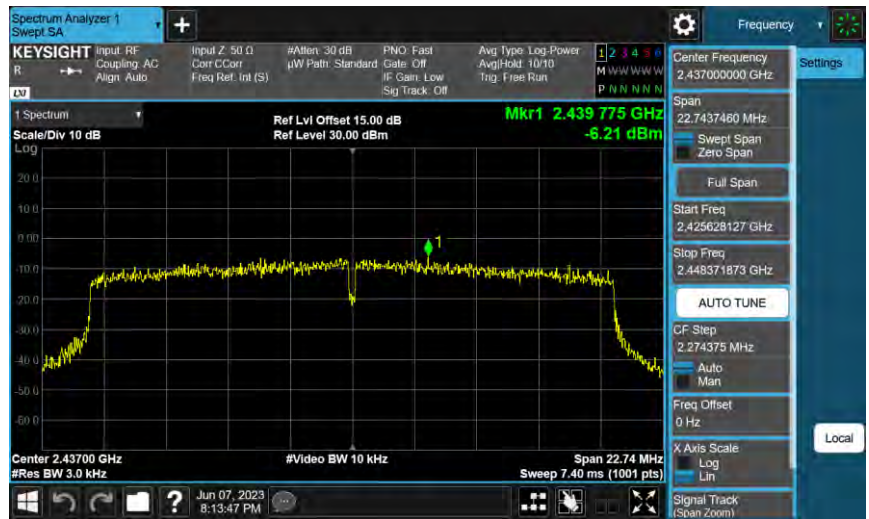 Spectrum Analyzer 1
Swept SA
+
Frequency
KEYSIGHT
R
LXI
Input: RF
Coupling: AC
Align: Auto
Input Z: 50 Ω
Corr CCorr
Freq Ref: Int (S)
#Atten: 30 dB
µW Path: Standard
PNO: Fast
Gate: Off
IF Gain: Low
Sig Track: Off
Avg Type: Log-Power
Avg|Hold: 10/10
Trig: Free Run
1 2 3 4 5 6
M W W W W W
P N N N N N
1 Spectrum
Scale/Div 10 dB
Log
Ref Lvl Offset 15.00 dB
Ref Level 30.00 dBm
Mkr1 2.439 775 GHz
-6.21 dBm
20.0
10.0
0.00
-10.0
-20.0
-30.0
-40.0
-50.0
-60.0
1
Center 2.43700 GHz
#Res BW 3.0 kHz
#Video BW 10 kHz
Span 22.74 MHz
Sweep 7.40 ms (1001 pts)
?
Jun 07, 2023
8:13:47 PM
Center Frequency
2.437000000 GHz
Span
22.7437460 MHz
Swept Span
Zero Span
Full Span
Start Freq
2.425628127 GHz
Stop Freq
2.448371873 GHz
AUTO TUNE
CF Step
2.274375 MHz
Auto
Man
Freq Offset
0 Hz
X Axis Scale
Log
Lin
Signal Track
(Span Zoom)
Settings
Local